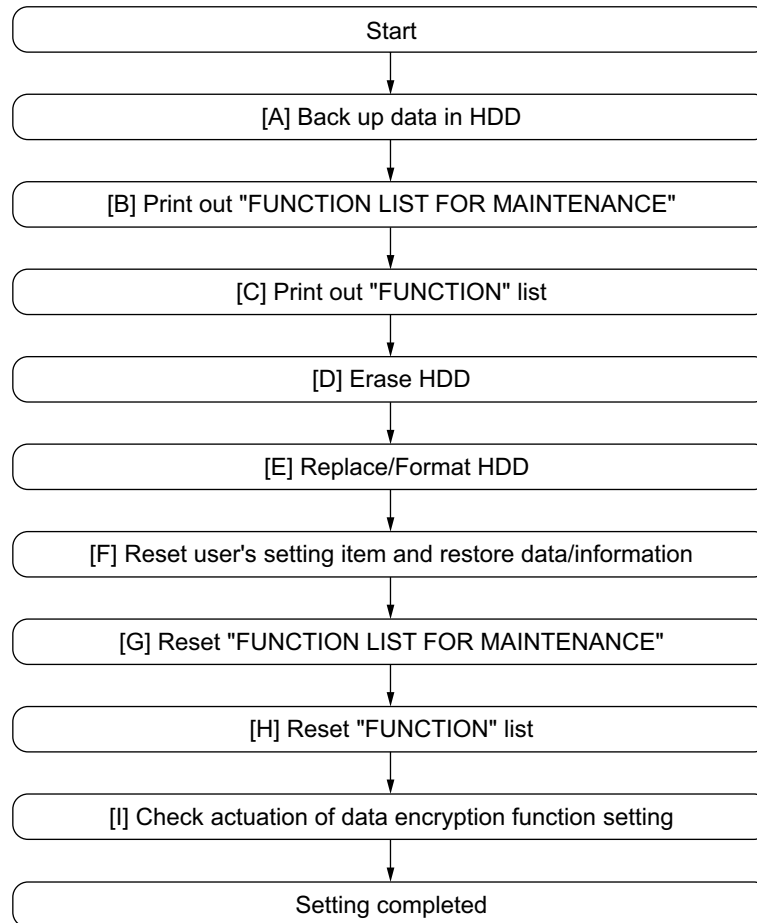 Start
[A] Back up data in HDD
[B] Print out "FUNCTION LIST FOR MAINTENANCE"
[C] Print out "FUNCTION" list
[D] Erase HDD
[E] Replace/Format HDD
[F] Reset user's setting item and restore data/information
[G] Reset "FUNCTION LIST FOR MAINTENANCE"
[H] Reset "FUNCTION" list
[I] Check actuation of data encryption function setting
Setting completed